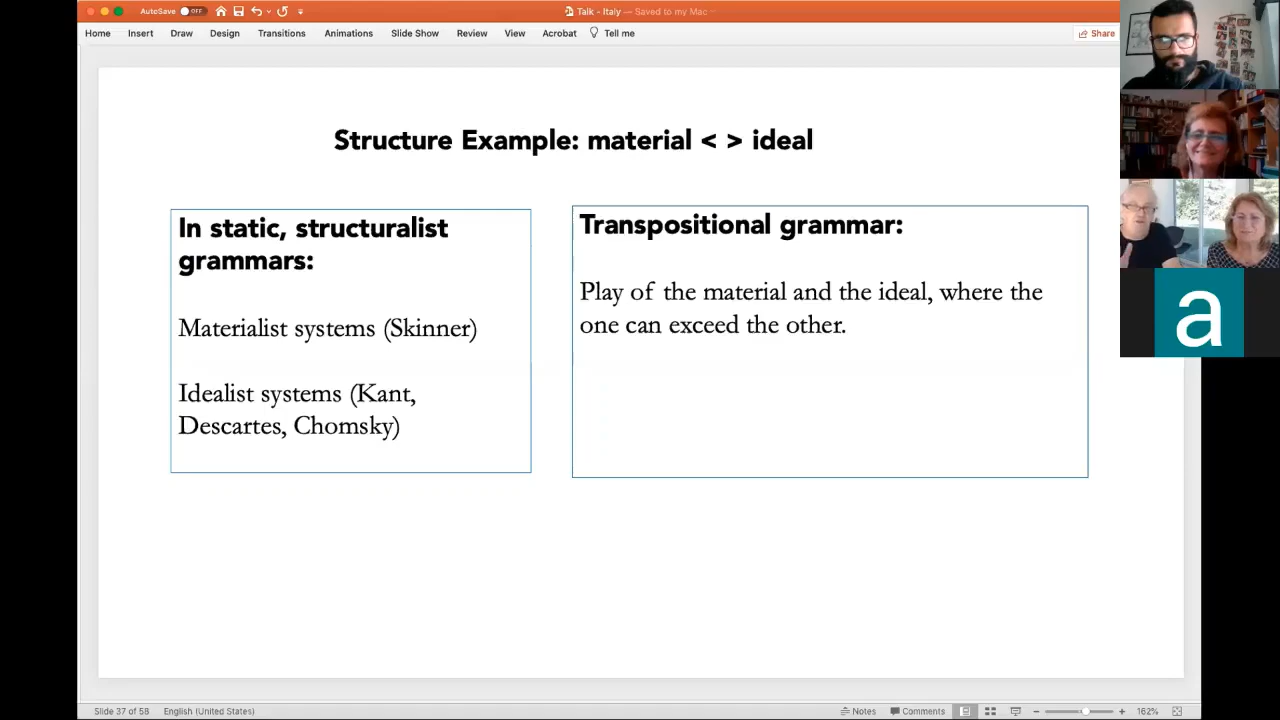 AutoSave OFF
Talk - Italy — Saved to my Mac
Home Insert Draw Design Transitions Animations Slide Show Review View Acrobat Tell me
Share
Structure Example: material < > ideal
In static, structuralist
grammars:
Materialist systems (Skinner)
Idealist systems (Kant,
Descartes, Chomsky)
Transpositional grammar:
Play of the material and the ideal, where the
one can exceed the other.
a
Slide 37 of 58 English (United States)
Notes Comments 162%